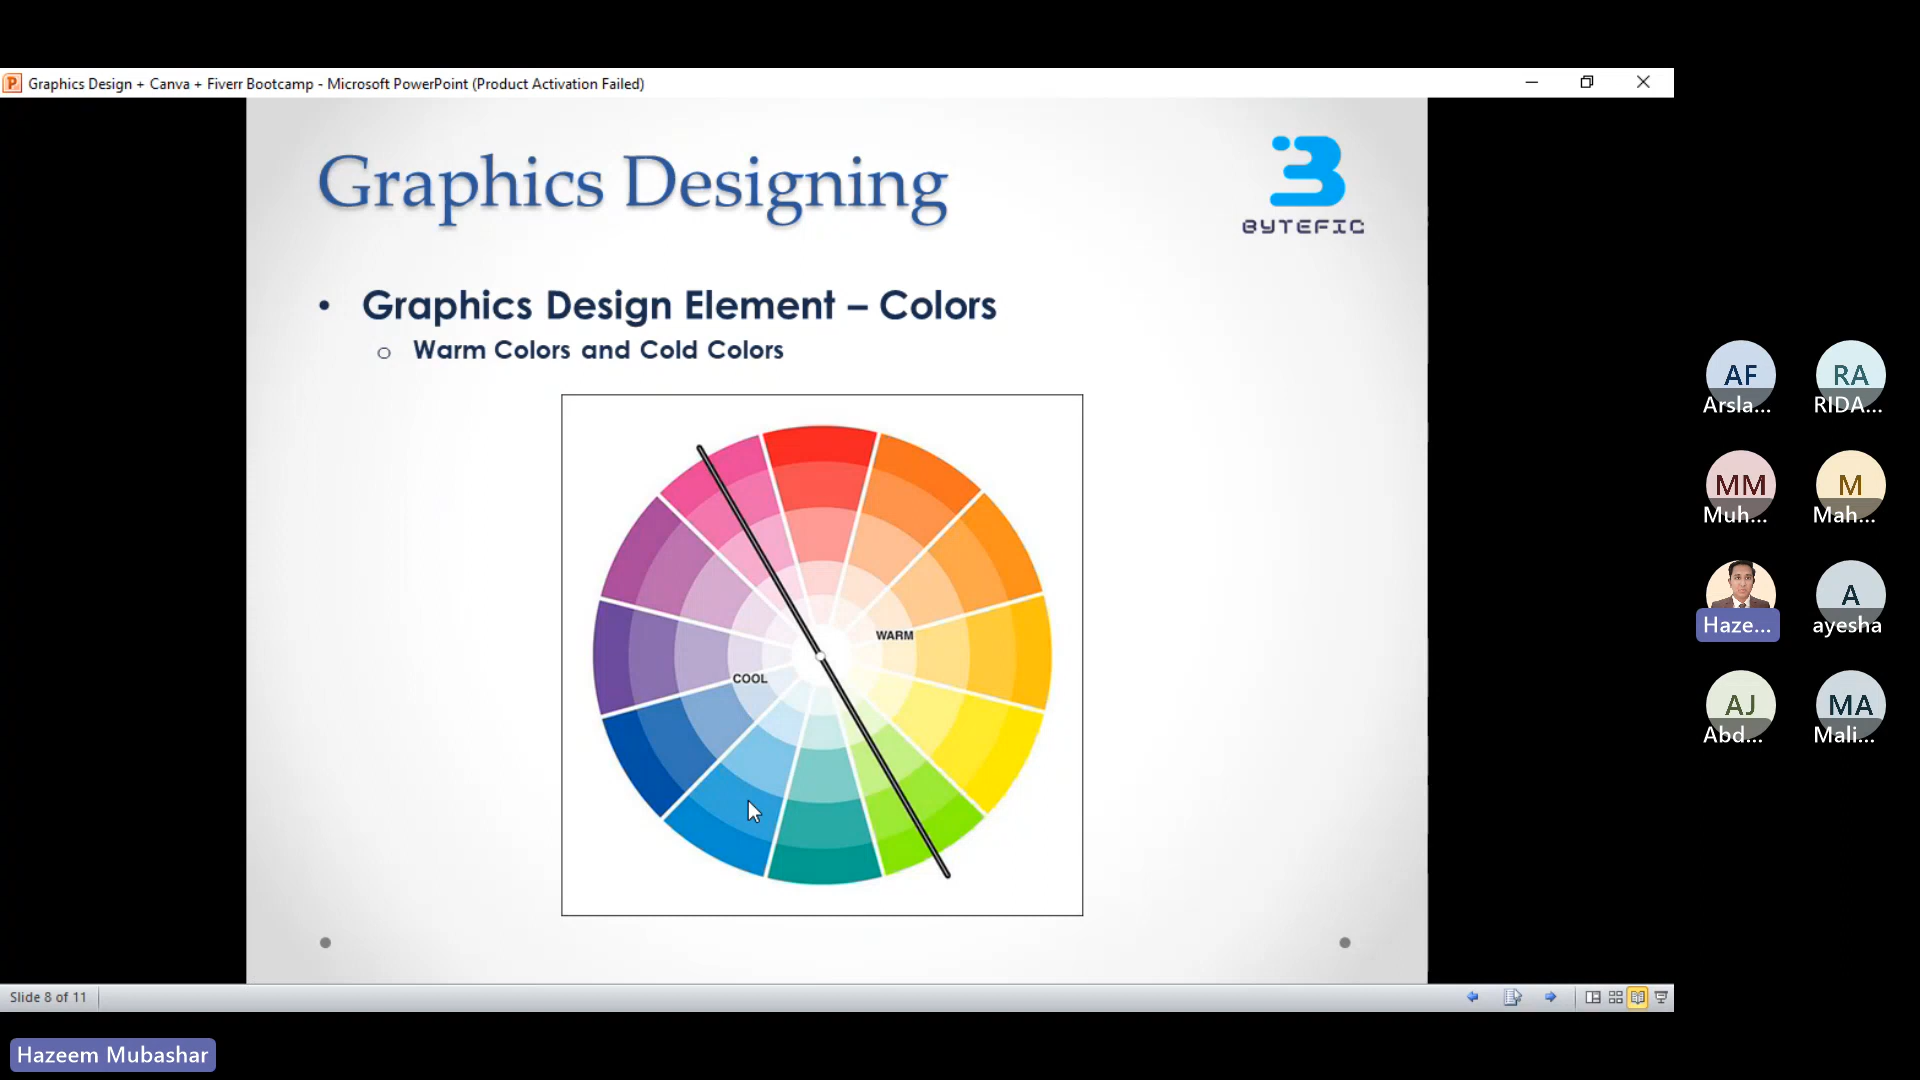 Graphics Design + Canva + Fiverr Bootcamp - Microsoft PowerPoint (Product Activation Failed)
Graphics Designing
BYTEFIC
• Graphics Design Element – Colors
o Warm Colors and Cold Colors
WARM
COOL
AF
Arsla...
RA
RIDA...
MM
Muh...
M
Mah...
Haze...
A
ayesha
AJ
Abd...
MA
Mali...
Slide 8 of 11
Hazeem Mubashar